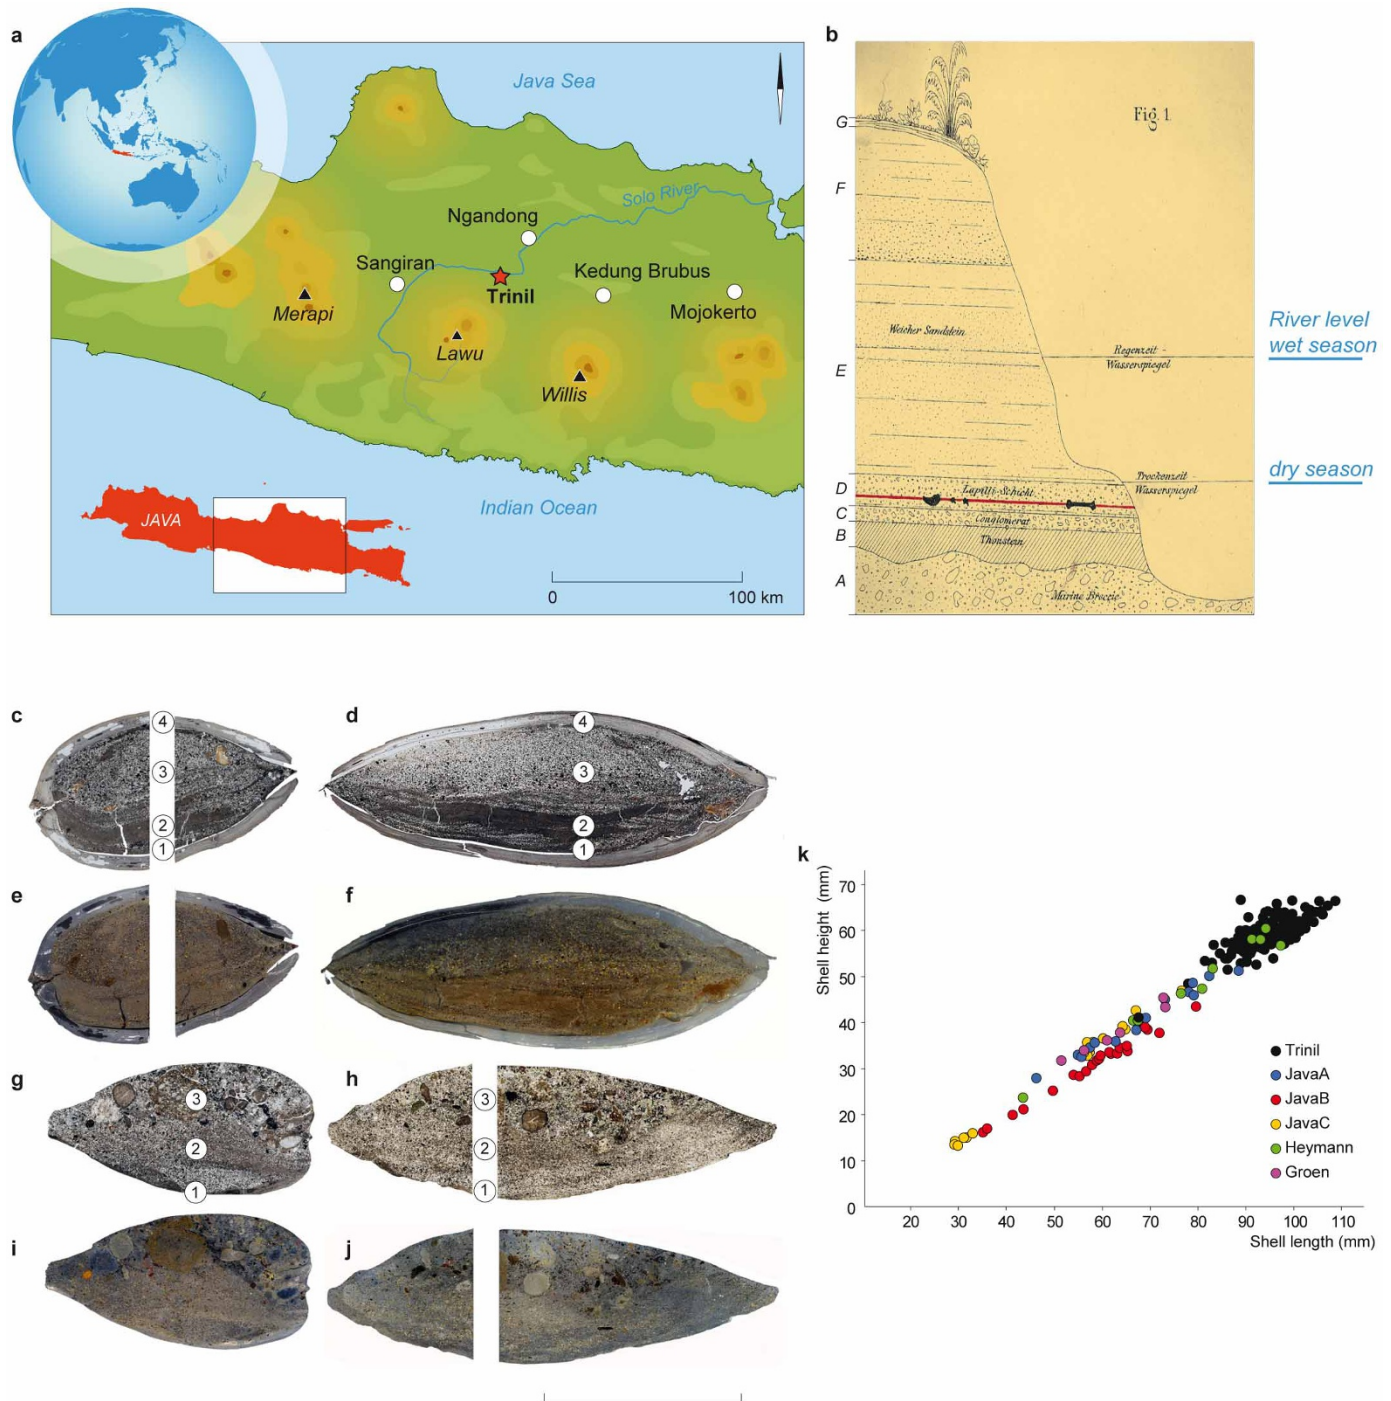 a
Java Sea
Solo River
Ngandong
Sangiran
Trinil
Kedung Brubus
Mojokerto
Merapi
Lawu
Willis
Indian Ocean
JAVA
0
100 km
b
Fig. 1.
G
F
E
D
C
B
A
Weicher Sandstein
Regenzeit-
Wasserspiegel
Trockenzeit-
Wasserspiegel
Lapilli-Schicht
Conglomerat
Thonstein
Marine Breccie
River level
wet season
dry season
c
4
3
2
1
d
4
3
2
1
e
f
g
3
2
1
h
3
2
1
i
j
k
Shell height (mm)
70
60
50
40
30
20
10
0
20
30
40
50
60
70
80
90
100
110
Shell length (mm)
Trinil
JavaA
JavaB
JavaC
Heymann
Groen